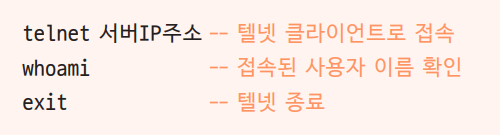 telnet 서버IP주소 -- 텔넷 클라이언트로 접속
whoami -- 접속된 사용자 이름 확인
exit -- 텔넷 종료